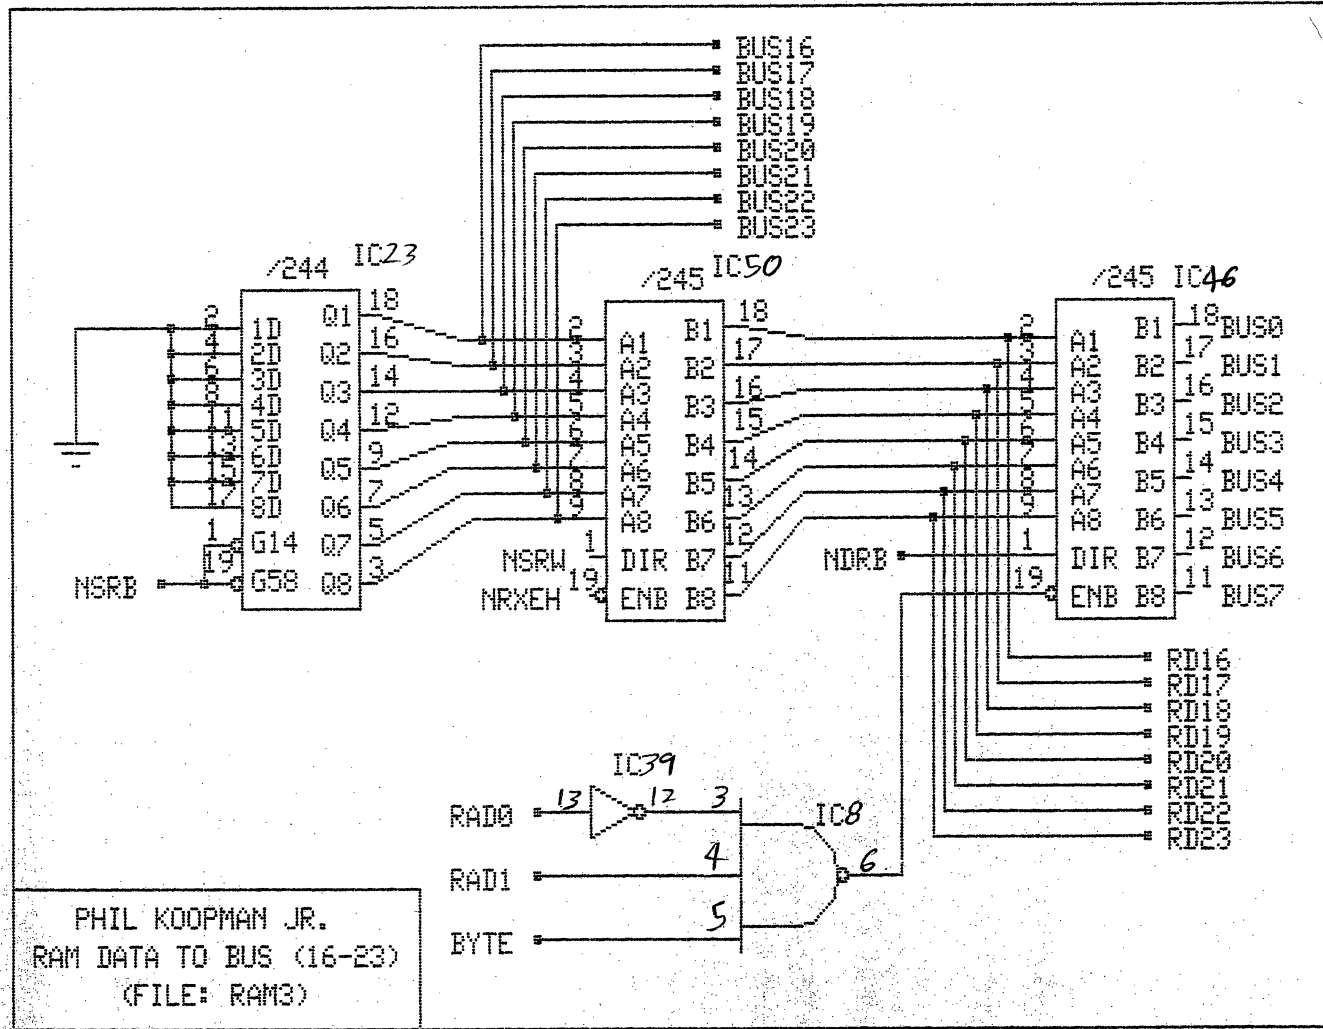 BUS16
BUS17
BUS18
BUS19
BUS20
BUS21
BUS22
BUS23
/244 IC23
/245 IC50
/245 IC46
2 1D Q1 18
4 2D Q2 16
6 3D Q3 14
8 4D Q4 12
11 5D Q5 9
13 6D Q6 7
15 7D Q7 5
17 8D Q8 3
1 G14
19 G58
NSRB
2 A1 B1 18
3 A2 B2 17
4 A3 B3 16
5 A4 B4 15
6 A5 B5 14
7 A6 B6 13
8 A7 B7 12
9 A8 B8 11
NSRW 1 DIR
NRXEH 19 ENB
2 A1 B1 18 BUS0
3 A2 B2 17 BUS1
4 A3 B3 16 BUS2
5 A4 B4 15 BUS3
6 A5 B5 14 BUS4
7 A6 B6 13 BUS5
8 A7 B7 12 BUS6
9 A8 B8 11 BUS7
NDRB 1 DIR
19 ENB
RD16
RD17
RD18
RD19
RD20
RD21
RD22
RD23
IC39
RAD0 13 12 3
IC8
RAD1 4 6
BYTE 5
PHIL KOOPMAN JR.
RAM DATA TO BUS (16-23)
(FILE: RAM3)